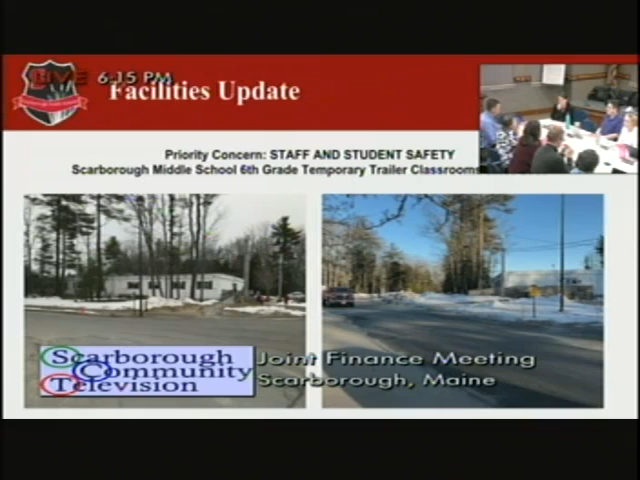 LIVE 6:15 PM
Facilities Update
Priority Concern: STAFF AND STUDENT SAFETY
Scarborough Middle School 6th Grade Temporary Trailer Classrooms
Scarborough
Community
Television
Joint Finance Meeting
Scarborough, Maine